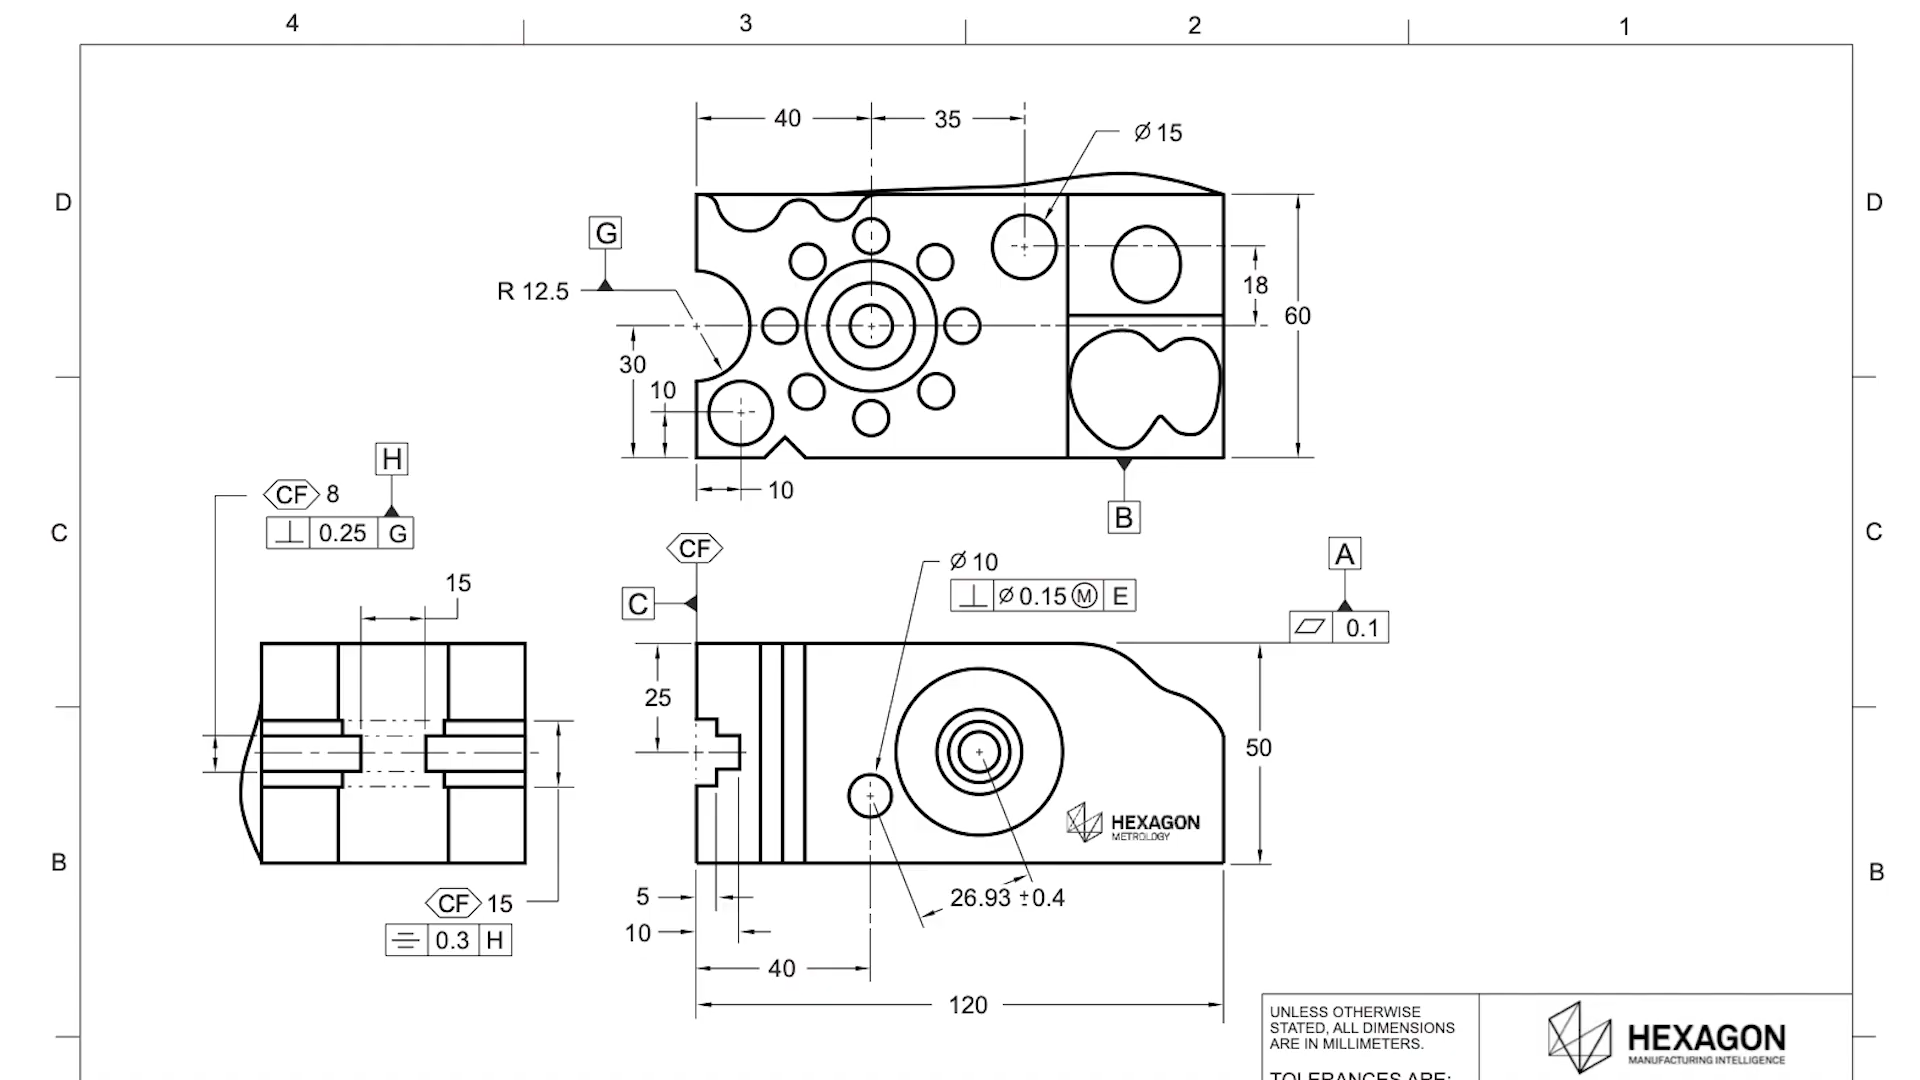 4 3 2 1
40 35 ⌀ 15
D D
G
R 12.5
18
60
30
10
10
H
CF 8
⟂ 0.25 G
B
C C
CF
⌀ 10
A
15
C
⟂ ⌀ 0.15 Ⓜ E
⏥ 0.1
25
50
HEXAGON
METROLOGY
B B
5
26.93 ±0.4
CF 15
10
⌯ 0.3 H
40
120
UNLESS OTHERWISE
STATED, ALL DIMENSIONS
ARE IN MILLIMETERS.
TOLERANCES ARE:
HEXAGON
MANUFACTURING INTELLIGENCE